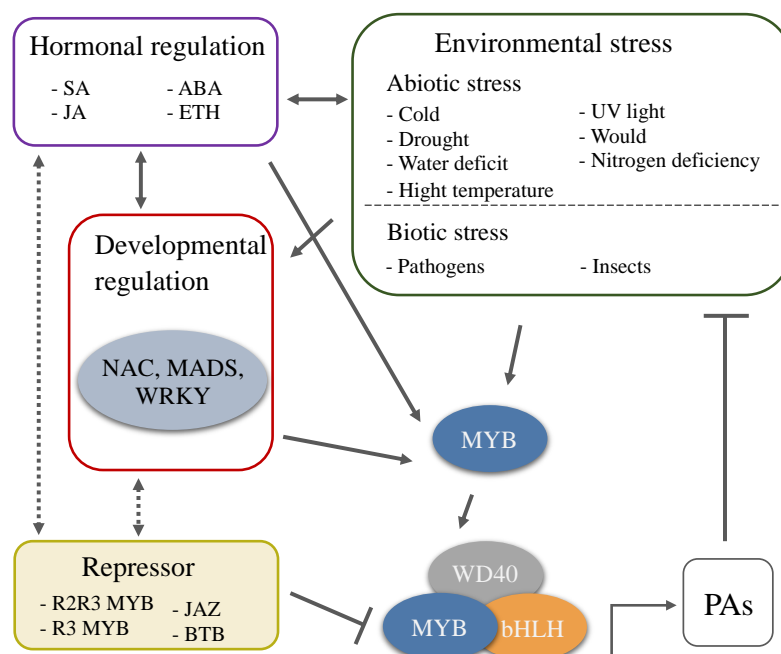 Hormonal regulation
- SA
- ABA
- JA
- ETH
Environmental stress
Abiotic stress
- Cold
- UV light
- Drought
- Would
- Water deficit
- Nitrogen deficiency
- Hight temperature
Biotic stress
- Pathogens
- Insects
Developmental
regulation
NAC, MADS,
WRKY
MYB
Repressor
- R2R3 MYB
- JAZ
- R3 MYB
- BTB
WD40
MYB
bHLH
PAs